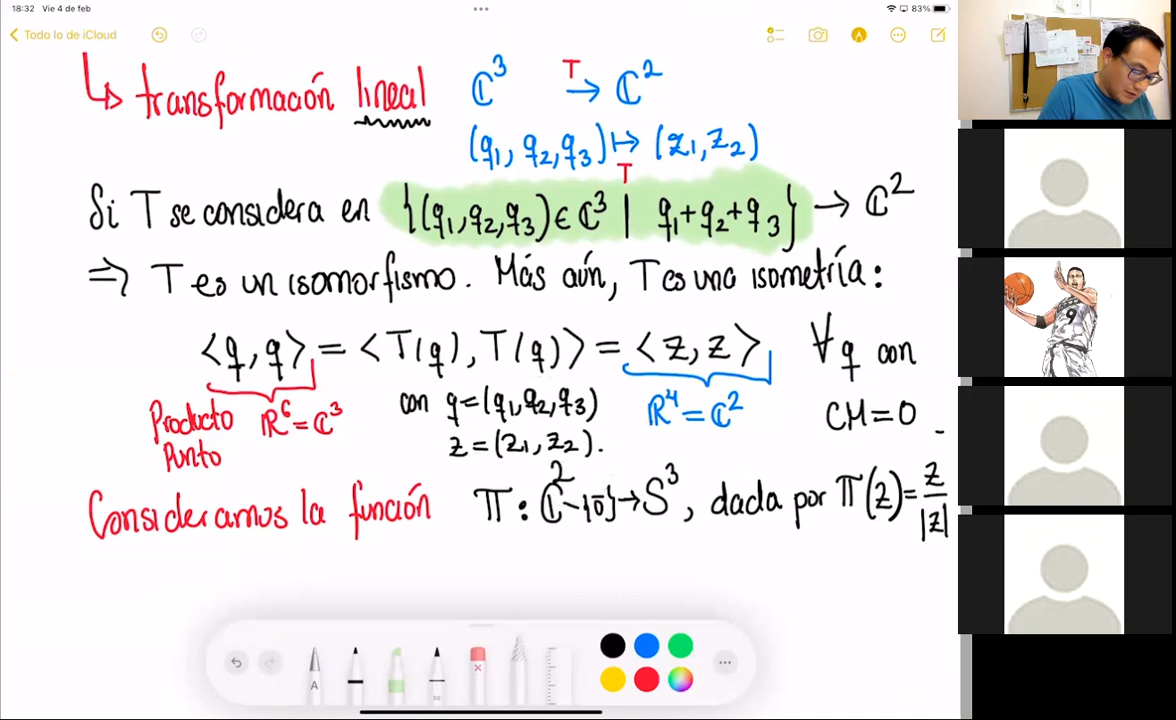 18:32 Vie 4 de feb
83%
Todo lo de iCloud
↳ transformación lineal ℂ³ →T ℂ²
(q₁, q₂, q₃) ↦T (z₁, z₂)
Si T se considera en {(q₁, q₂, q₃) ∈ ℂ³ | q₁+q₂+q₃} → ℂ²
⇒ T es un isomorfismo. Más aún, T es una isometría:
⟨q, q⟩ = ⟨T(q), T(q)⟩ = ⟨z, z⟩ ∀q con
Producto Punto ℝ⁶=ℂ³ con q=(q₁,q₂,q₃) ℝ⁴=ℂ² CM=0
z=(z₁,z₂).
Consideramos la función π: ℂ²-{0̄}→S³, dada por π(z)=z/|z|
A
9